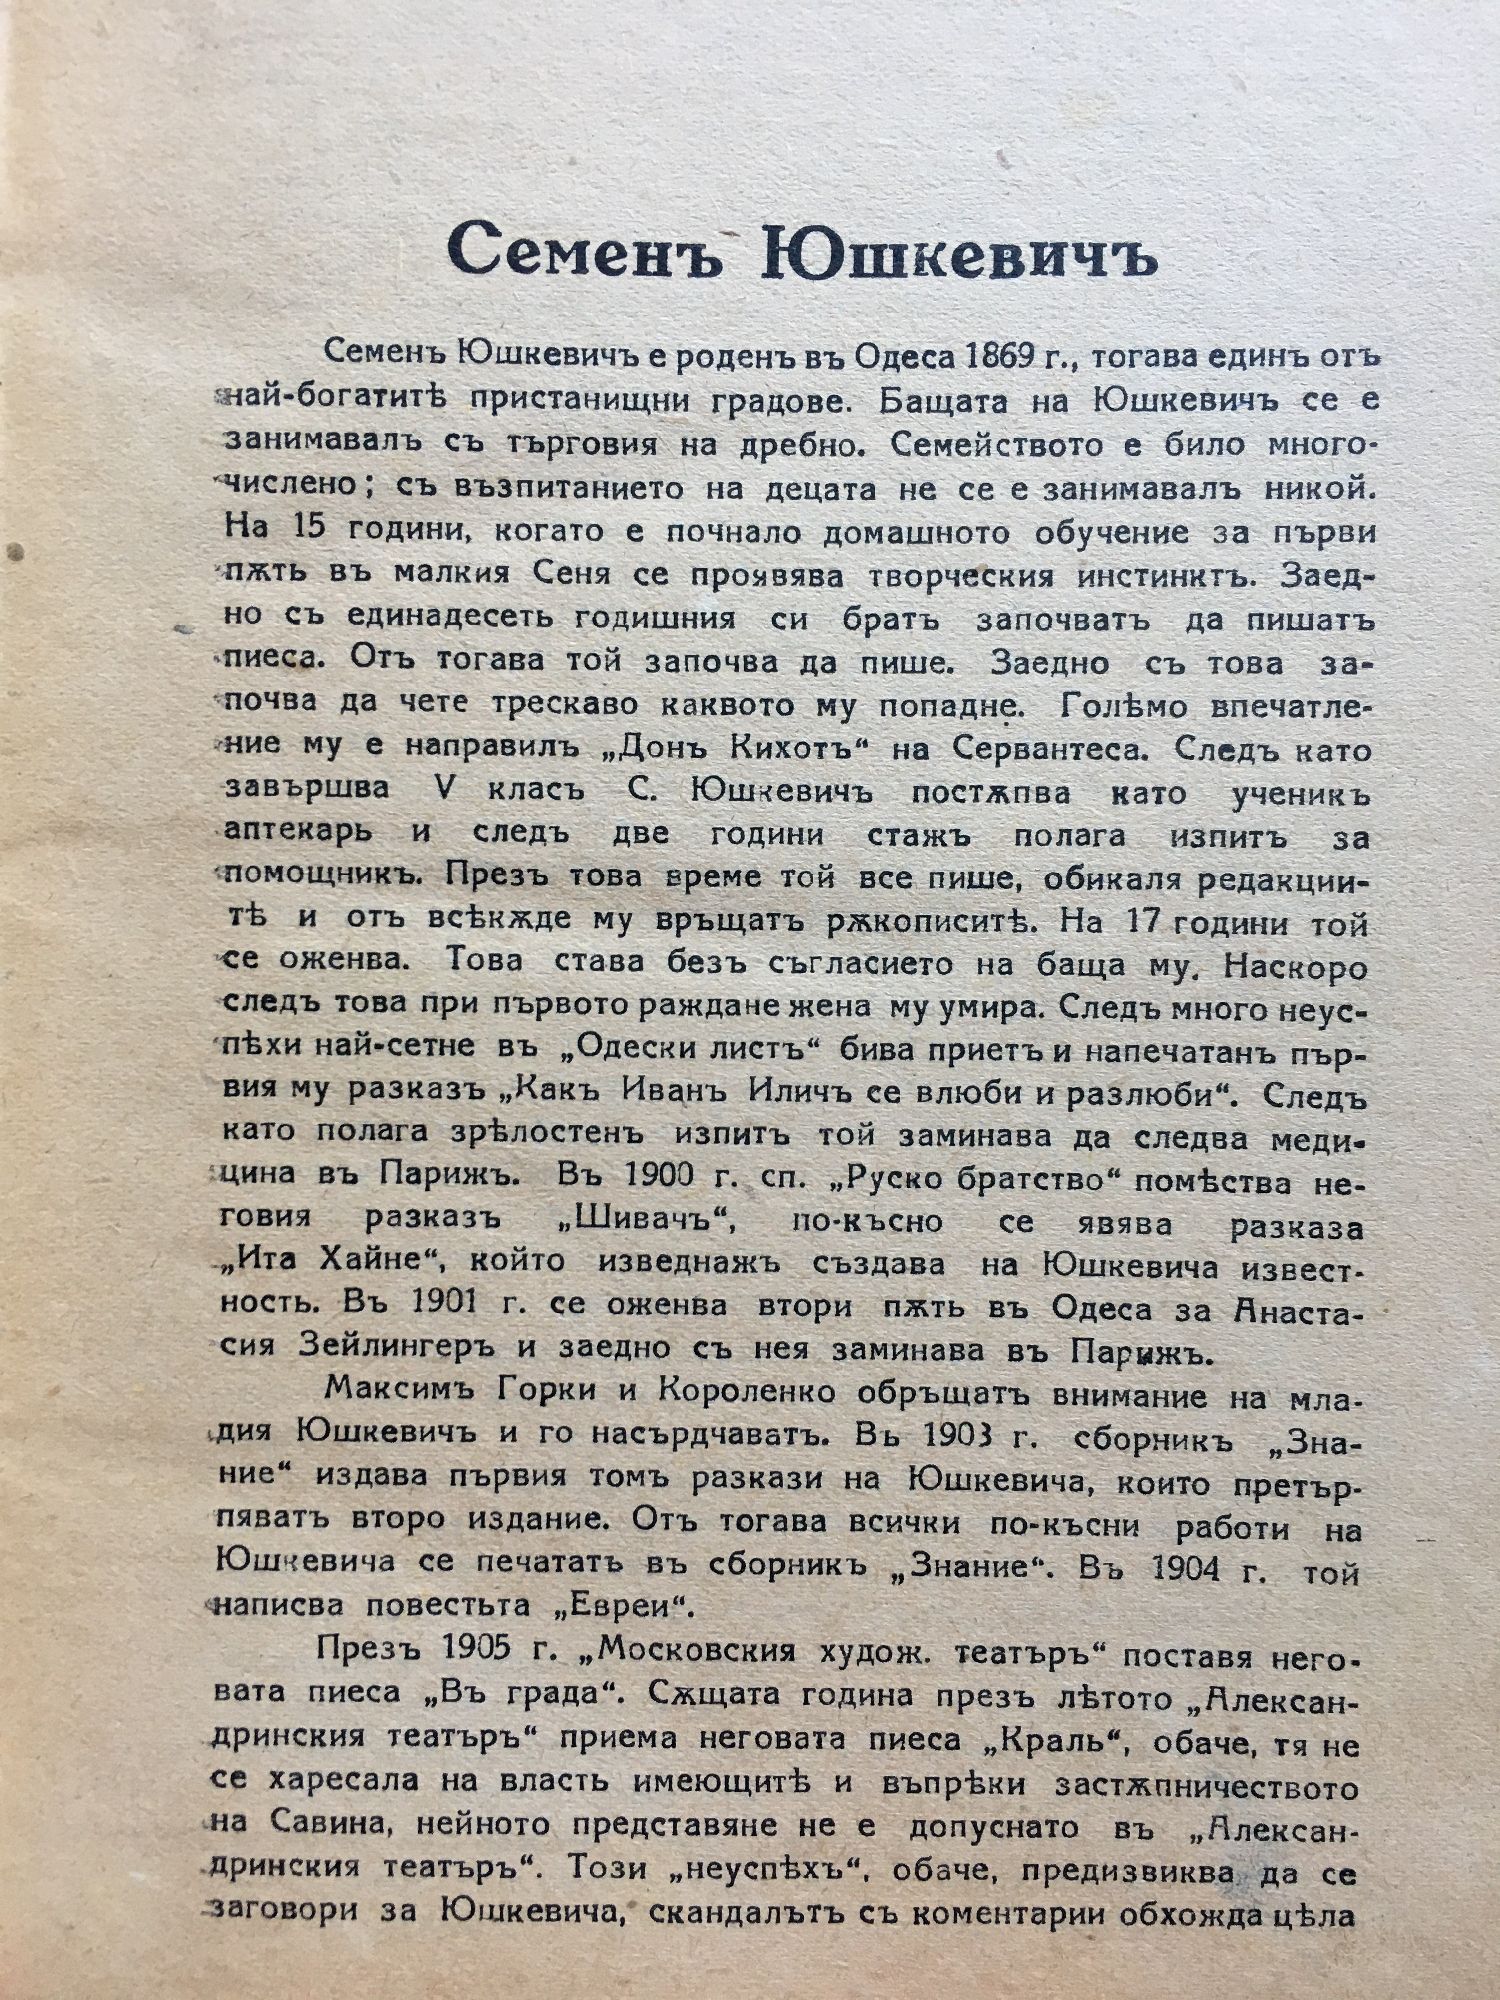 Семенъ Юшкевичъ
Семенъ Юшкевичъ е роденъ въ Одеса 1869 г., тогава единъ отъ
най-богатитѣ пристанищни градове. Бащата на Юшкевичъ се е
занимавалъ съ търговия на дребно. Семейството е било много-
числено; съ възпитанието на децата не се е занимавалъ никой.
На 15 години, когато е почнало домашното обучение за първи
пѫть въ малкия Сеня се проявява творческия инстинктъ. Заед-
но съ единадесеть годишния си братъ започватъ да пишатъ
пиеса. Отъ тогава той започва да пише. Заедно съ това за-
почва да чете трескаво каквото му попадне. Голѣмо впечатле-
ние му е направилъ „Донъ Кихотъ“ на Сервантеса. Следъ като
завършва V класъ С. Юшкевичъ постѫпва като ученикъ
аптекарь и следъ две години стажъ полага изпитъ за
помощникъ. Презъ това време той все пише, обикаля редакции-
тѣ и отъ всѣкѫде му връщатъ рѫкописитѣ. На 17 години той
се оженва. Това става безъ съгласието на баща му. Наскоро
следъ това при първото раждане жена му умира. Следъ много неус-
пѣхи най-сетне въ „Одески листъ“ бива приетъ и напечатанъ пър-
вия му разказъ „Какъ Иванъ Иличъ се влюби и разлюби“. Следъ
като полага зрѣлостенъ изпитъ той заминава да следва меди-
цина въ Парижъ. Въ 1900 г. сп. „Руско братство“ помѣства не-
говия разказъ „Шивачъ“, по-късно се явява разказа
„Ита Хайне“, който изведнажъ създава на Юшкевича извест-
ность. Въ 1901 г. се оженва втори пѫть въ Одеса за Анаста-
сия Зейлингеръ и заедно съ нея заминава въ Парижъ.
Максимъ Горки и Короленко обръщатъ внимание на мла-
дия Юшкевичъ и го насърдчаватъ. Въ 1903 г. сборникъ „Зна-
ние“ издава първия томъ разкази на Юшкевича, които претър-
пяватъ второ издание. Отъ тогава всички по-късни работи на
Юшкевича се печататъ въ сборникъ „Знание“. Въ 1904 г. той
написва повестьта „Евреи“.
Презъ 1905 г. „Московския худож. театъръ“ поставя него-
вата пиеса „Въ града“. Сѫщата година презъ лѣтото „Алексан-
дринския театъръ“ приема неговата пиеса „Краль“, обаче, тя не
се харесала на власть имеющитѣ и въпрѣки застѫпничеството
на Савина, нейното представяне не е допуснато въ „Алексан-
дринския театъръ“. Този „неуспѣхъ“, обаче, предизвиква да се
заговори за Юшкевича, скандалътъ съ коментарии обхожда цѣла